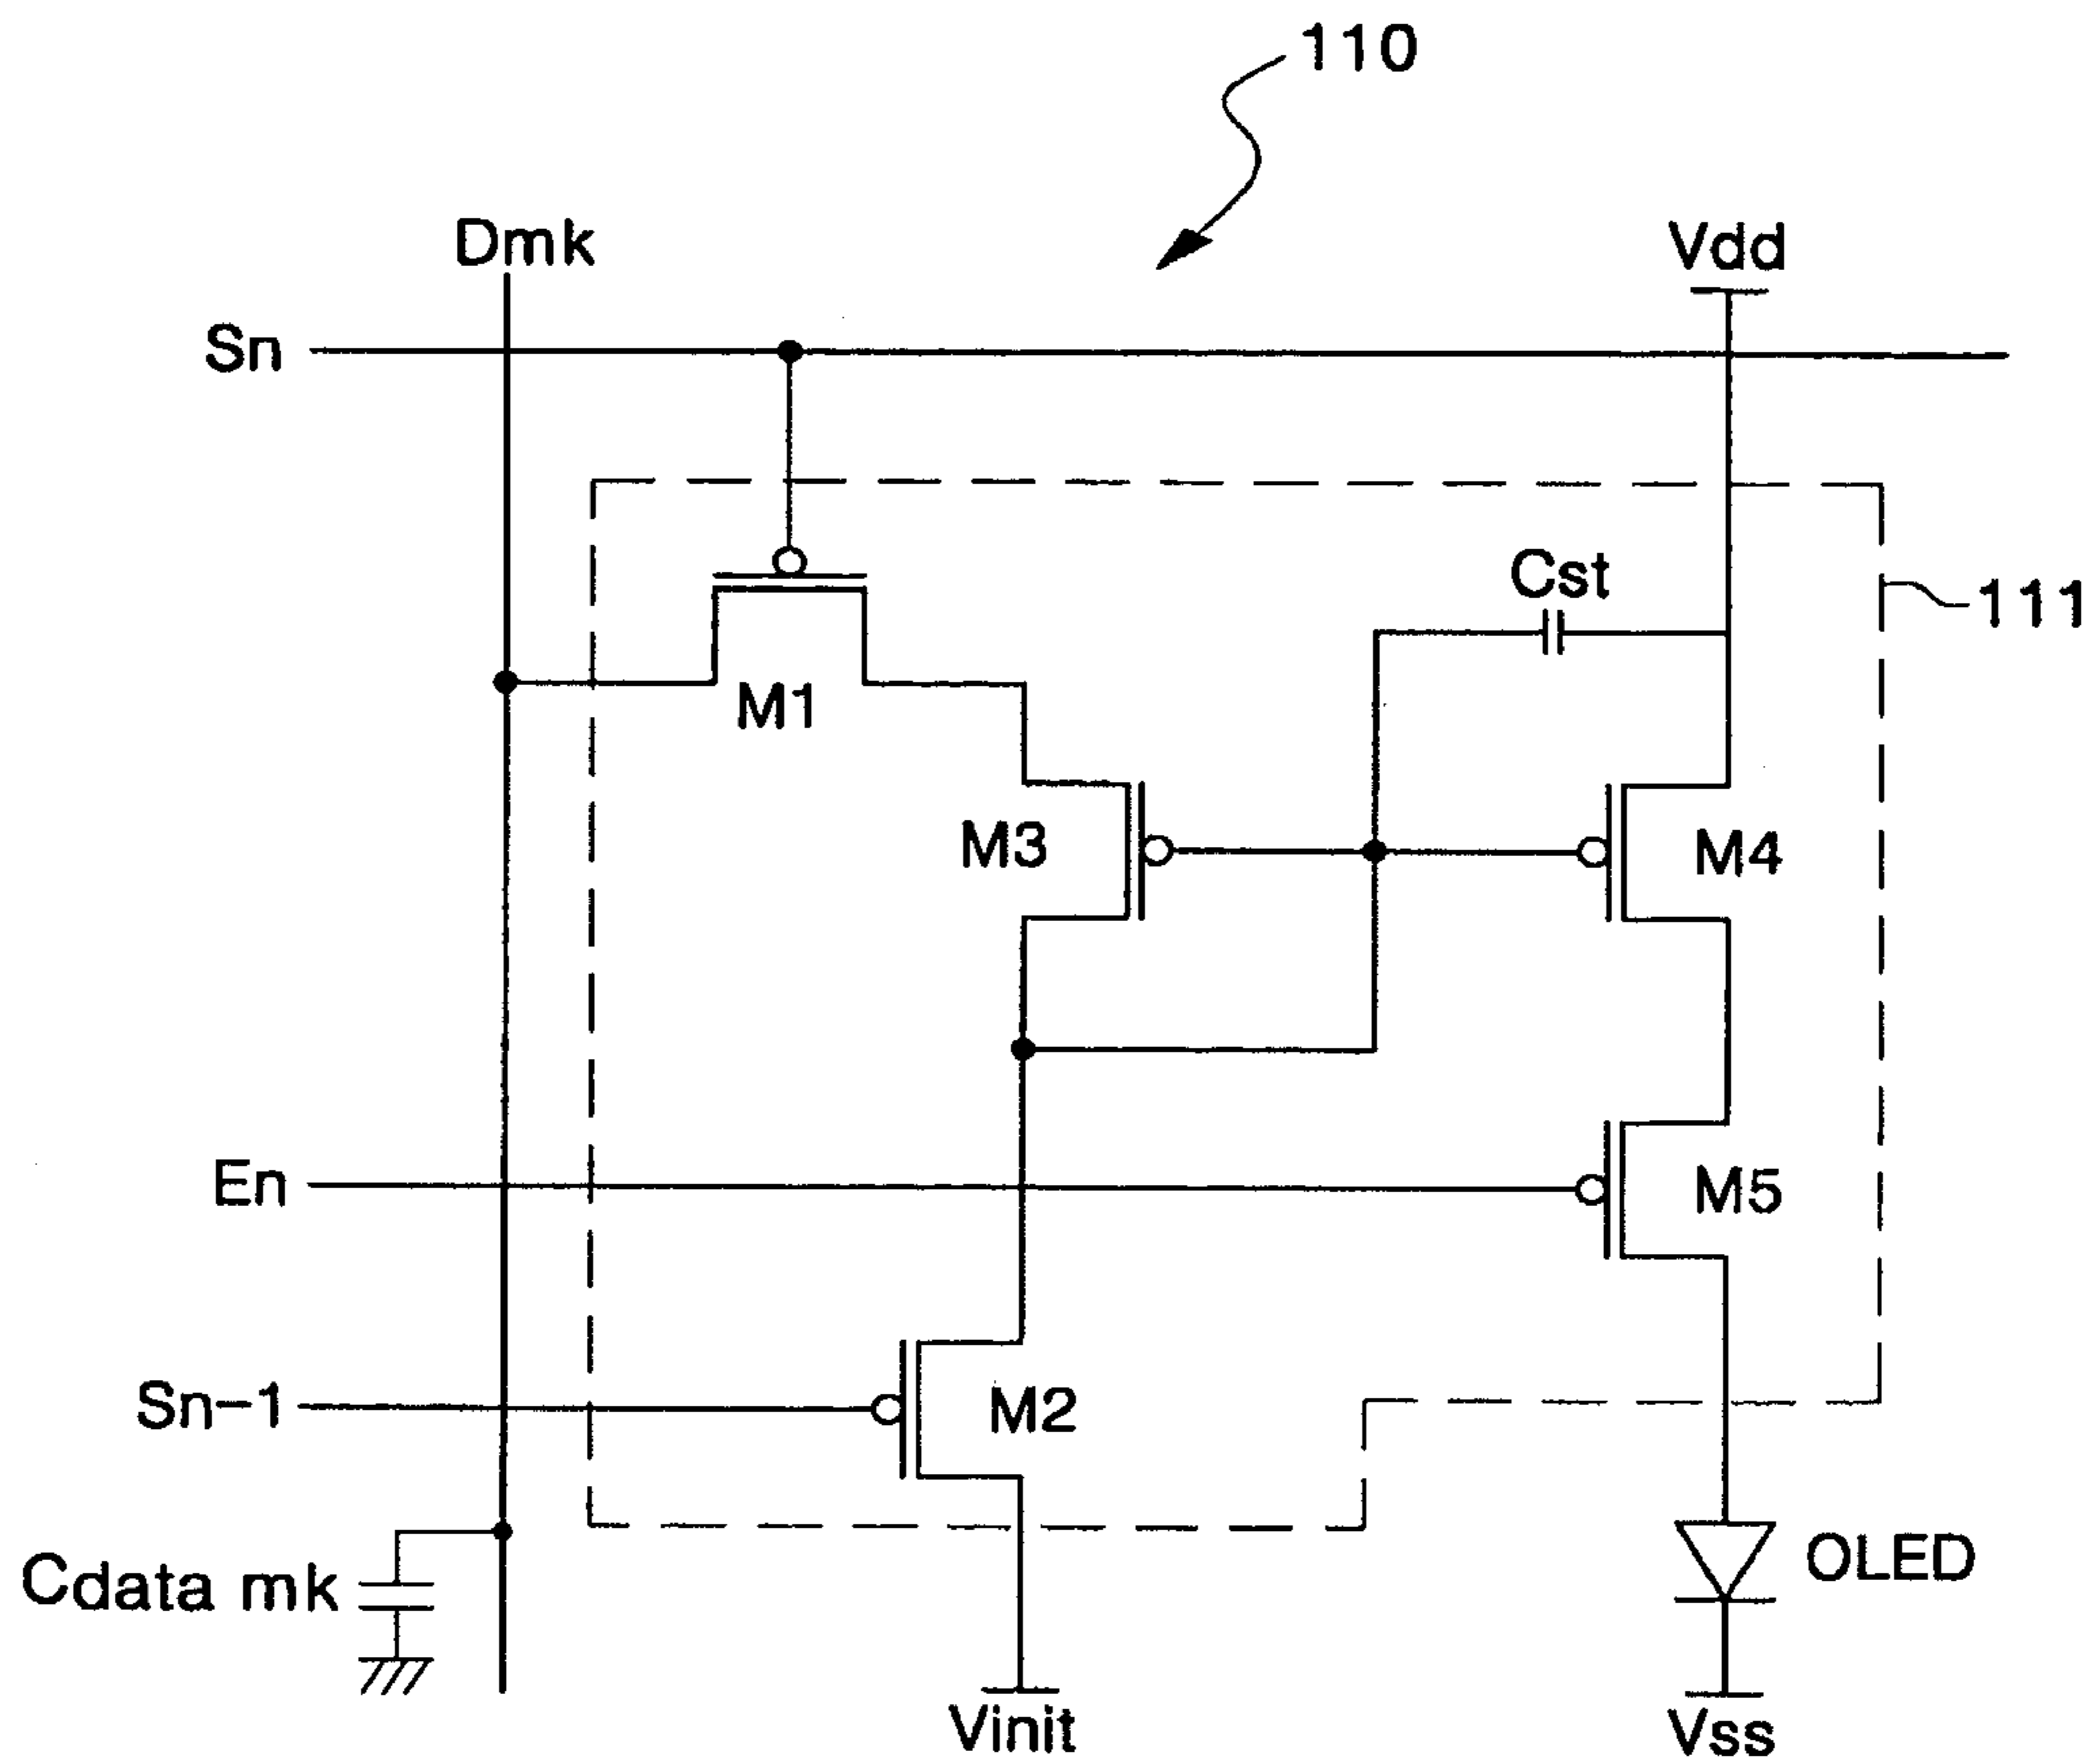 110
Dmk
Vdd
Sn
Cst
111
M1
M3
M4
En
M5
Sn-1
M2
Cdata mk
OLED
Vinit
Vss